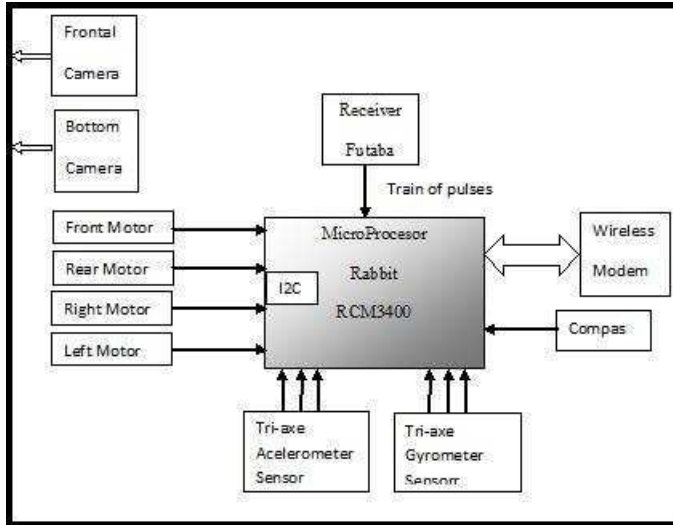 Frontal
Camera
Bottom
Camera
Receiver
Futaba
Train of pulses
Front Motor
Rear Motor
Right Motor
Left Motor
MicroProcesor
Rabbit
I2C
RCM3400
Wireless
Modem
Compas
Tri-axe
Acelerometer
Sensor
Tri-axe
Gyrometer
Sensorr